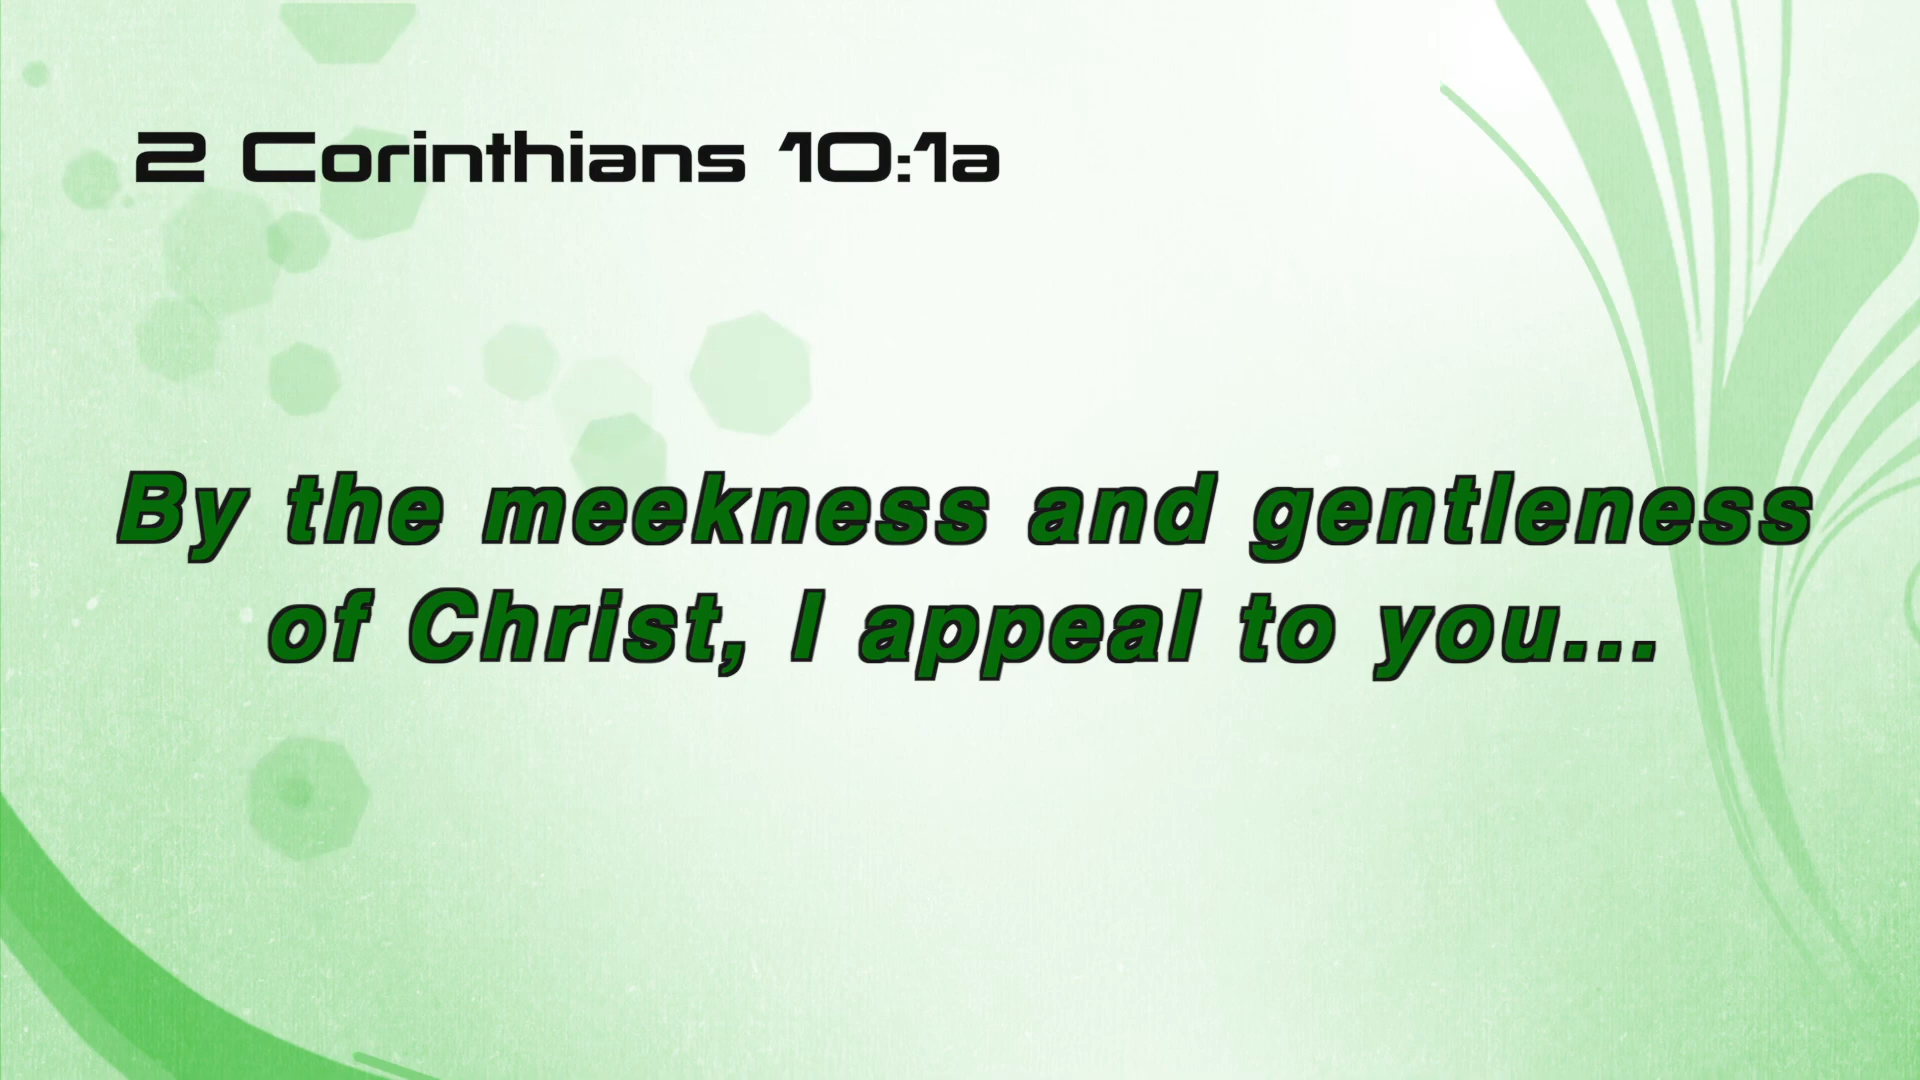 2 Corinthians 10:1a
By the meekness and gentleness
of Christ, I appeal to you...